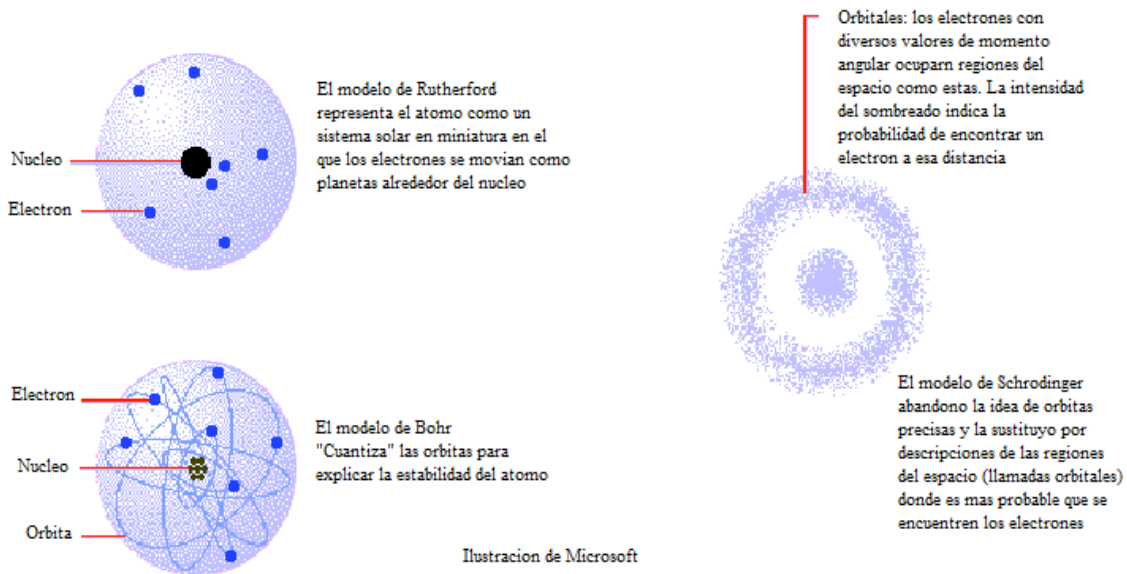 Nucleo
Electron
El modelo de Rutherford
representa el atomo como un
sistema solar en miniatura en el
que los electrones se movian como
planetas alrededor del nucleo
Electron
Nucleo
Orbita
El modelo de Bohr
"Cuantiza" las orbitas para
explicar la estabilidad del atomo
Orbitales: los electrones con
diversos valores de momento
angular ocuparn regiones del
espacio como estas. La intensidad
del sombreado indica la
probabilidad de encontrar un
electron a esa distancia
El modelo de Schrodinger
abandono la idea de orbitas
precisas y la sustituyo por
descripciones de las regiones
del espacio (llamadas orbitales)
donde es mas probable que se
encuentren los electrones
Ilustracion de Microsoft